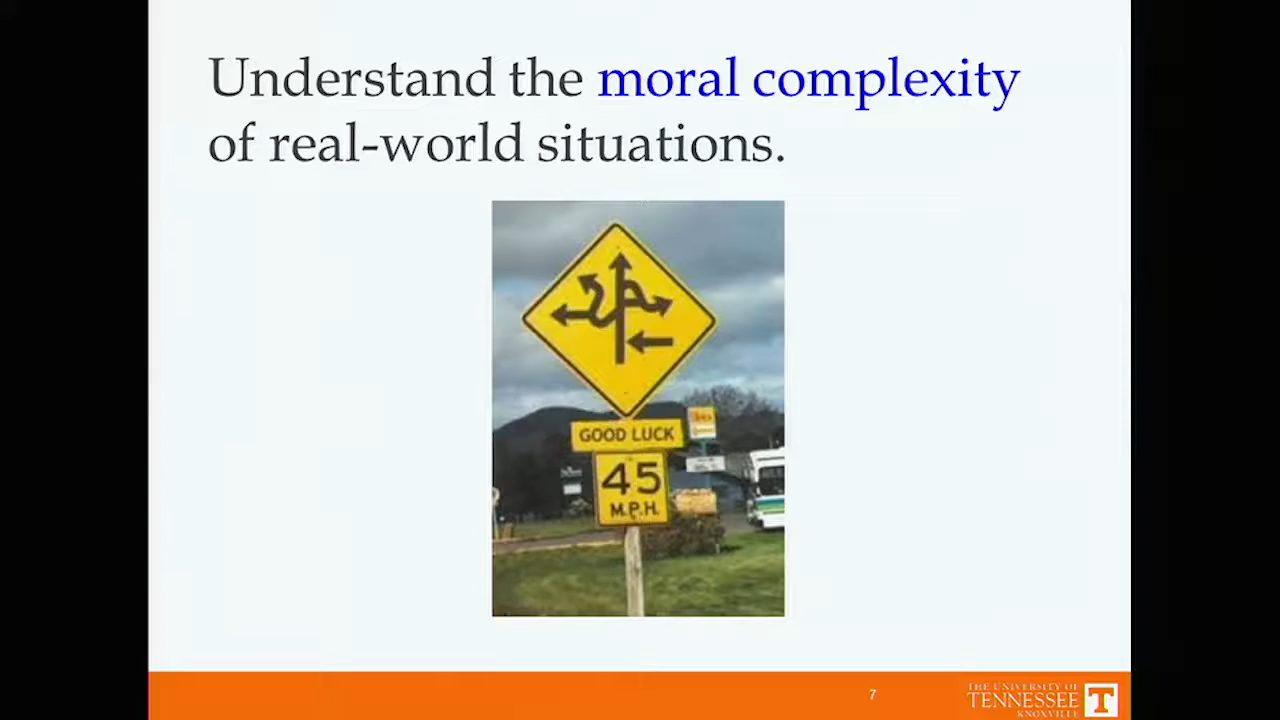 Understand the moral complexity
of real-world situations.
GOOD LUCK
45
M.P.H.
7
THE UNIVERSITY OF
TENNESSEE
KNOXVILLE
T